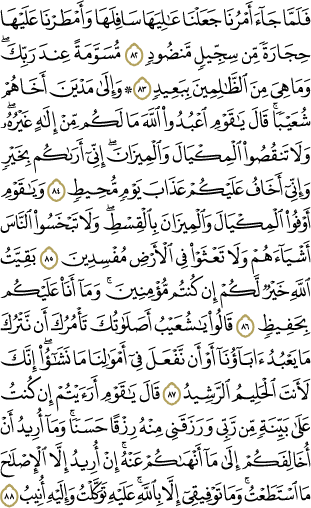 فَلَمَّا جَآءَ أَمْرُنَا جَعَلْنَا عَٰلِيَهَا سَافِلَهَا وَأَمْطَرْنَا عَلَيْهَا
حِجَارَةً مِّن سِجِّيلٍ مَّنضُودٍ ٨٢ مُّسَوَّمَةً عِندَ رَبِّكَۖ
وَمَا هِىَ مِنَ ٱلظَّٰلِمِينَ بِبَعِيدٍ ٨٣ ۞ وَإِلَىٰ مَدْيَنَ أَخَاهُمْ
شُعَيْبًاۚ قَالَ يَٰقَوْمِ ٱعْبُدُوا۟ ٱللَّهَ مَا لَكُم مِّنْ إِلَٰهٍ غَيْرُهُۥۖ
وَلَا تَنقُصُوا۟ ٱلْمِكْيَالَ وَٱلْمِيزَانَۖ إِنِّىٓ أَرَىٰكُم بِخَيْرٍ
وَإِنِّىٓ أَخَافُ عَلَيْكُمْ عَذَابَ يَوْمٍ مُّحِيطٍ ٨٤ وَيَٰقَوْمِ
أَوْفُوا۟ ٱلْمِكْيَالَ وَٱلْمِيزَانَ بِٱلْقِسْطِۖ وَلَا تَبْخَسُوا۟ ٱلنَّاسَ
أَشْيَآءَهُمْ وَلَا تَعْثَوْا۟ فِى ٱلْأَرْضِ مُفْسِدِينَ ٨٥ بَقِيَّتُ
ٱللَّهِ خَيْرٌ لَّكُمْ إِن كُنتُم مُّؤْمِنِينَۚ وَمَآ أَنَا۠ عَلَيْكُم
بِحَفِيظٍ ٨٦ قَالُوا۟ يَٰشُعَيْبُ أَصَلَوٰتُكَ تَأْمُرُكَ أَن نَّتْرُكَ
مَا يَعْبُدُ ءَابَآؤُنَآ أَوْ أَن نَّفْعَلَ فِىٓ أَمْوَٰلِنَا مَا نَشَٰٓؤُا۟ۖ إِنَّكَ
لَأَنتَ ٱلْحَلِيمُ ٱلرَّشِيدُ ٨٧ قَالَ يَٰقَوْمِ أَرَءَيْتُمْ إِن كُنتُ
عَلَىٰ بَيِّنَةٍ مِّن رَّبِّى وَرَزَقَنِى مِنْهُ رِزْقًا حَسَنًاۚ وَمَآ أُرِيدُ أَنْ
أُخَالِفَكُمْ إِلَىٰ مَآ أَنْهَىٰكُمْ عَنْهُۚ إِنْ أُرِيدُ إِلَّا ٱلْإِصْلَٰحَ
مَا ٱسْتَطَعْتُۚ وَمَا تَوْفِيقِىٓ إِلَّا بِٱللَّهِۚ عَلَيْهِ تَوَكَّلْتُ وَإِلَيْهِ أُنِيبُ ٨٨